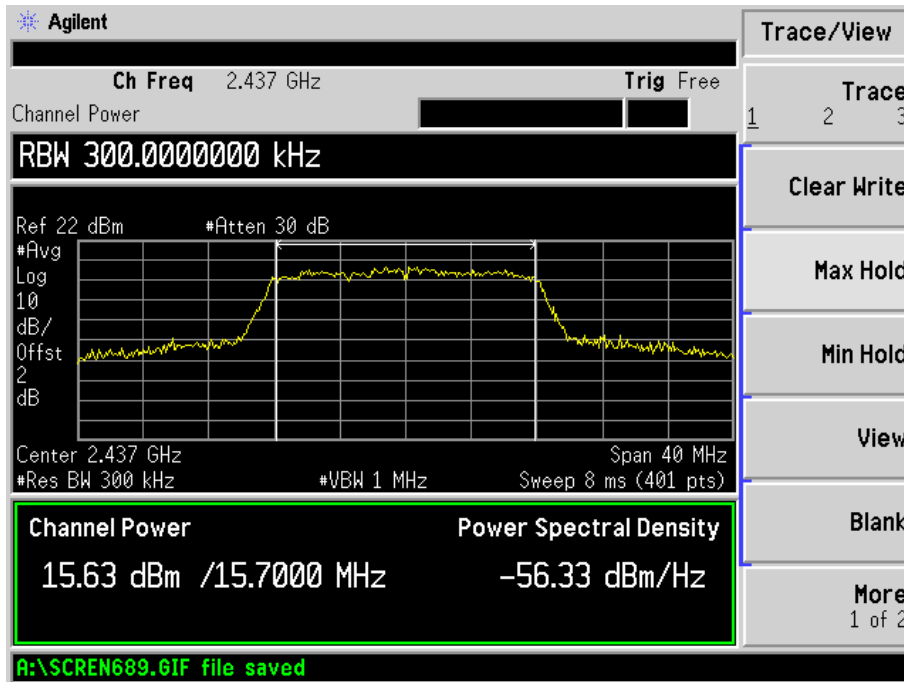 Agilent
Trace/View
Ch Freq 2.437 GHz Trig Free
Channel Power
RBW 300.0000000 kHz
Ref 22 dBm #Atten 30 dB
#Avg
Log
10
dB/
Offst
2
dB
Center 2.437 GHz Span 40 MHz
#Res BW 300 kHz #VBW 1 MHz Sweep 8 ms (401 pts)
Channel Power Power Spectral Density
15.63 dBm /15.7000 MHz -56.33 dBm/Hz
A:\SCREN689.GIF file saved
Trace
1 2 3
Clear Write
Max Hold
Min Hold
View
Blank
More
1 of 2